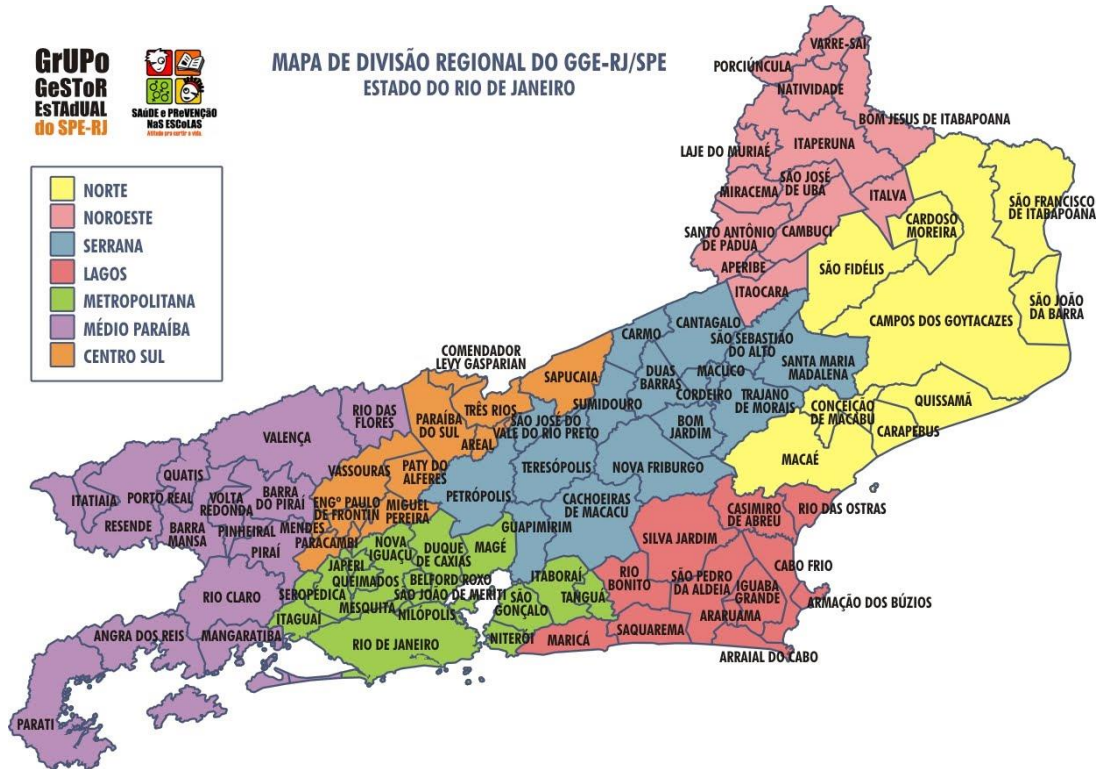 GrUPo
GeSToR
EsTAdUAL
do SPE-RJ
SAúDE e PReVENÇÃO
NaS ESCoLAS
Atitude pra curtir a vida
MAPA DE DIVISÃO REGIONAL DO GGE-RJ/SPE
ESTADO DO RIO DE JANEIRO
NORTE
NOROESTE
SERRANA
LAGOS
METROPOLITANA
MÉDIO PARAÍBA
CENTRO SUL
VARRE-SAI
PORCIÚNCULA
NATIVIDADE
BOM JESUS DE ITABAPOANA
ITAPERUNA
LAJE DO MURIAÉ
SÃO JOSÉ
DE UBÁ
MIRACEMA
ITALVA
SÃO FRANCISCO
DE ITABAPOANA
CARDOSO
MOREIRA
SANTO ANTÔNIO
DE PÁDUA
CAMBUÇI
APERIBE
SÃO FIDÉLIS
ITAOCARA
SÃO JOÃO
DA BARRA
CAMPOS DOS GOYTACAZES
CARMO
CANTAGALO
SÃO SEBASTIÃO
DO ALTO
COMENDADOR
LEVY GASPARIAN
SANTA MARIA
MADALENA
SAPUCAIA
DUAS
BARRAS
MACUCO
CORDEIRO
TRAJANO
DE MORAIS
QUISSAMÃ
RIO DAS
FLORES
TRÊS RIOS
SUMIDOURO
CONCEIÇÃO
DE MACABU
PARAÍBA
DO SUL
SÃO JOSÉ DO
VALE DO RIO PRETO
BOM
JARDIM
CARAPEBUS
VALENÇA
AREAL
MACAÉ
VASSOURAS
PATY DO
ALFERES
TERESÓPOLIS
NOVA FRIBURGO
QUATIS
ITATIAIA
PORTO REAL
VOLTA
REDONDA
BARRA
DO PIRAÍ
PETRÓPOLIS
ENGº PAULO
DE FRONTIN
MIGUEL
PEREIRA
CACHOEIRAS
DE MACACU
CASIMIRO
DE ABREU
RIO DAS OSTRAS
RESENDE
BARRA
MANSA
PINHEIRAL
MENDES
GUAPIMIRIM
PARACAMBI
NOVA
IGUAÇU
DUQUE
DE CAXIAS
MAGÉ
SILVA JARDIM
PIRAÍ
JAPERI
CABO FRIO
QUEIMADOS
BELFORD ROXO
ITABORAÍ
RIO
BONITO
SÃO PEDRO
DA ALDEIA
IGUABA
GRANDE
RIO CLARO
SEROPÉDICA
SÃO JOÃO DE MERITI
SÃO
GONÇALO
TANGUÁ
ARMAÇÃO DOS BÚZIOS
MESQUITA
NILÓPOLIS
ARARUAMA
ITAGUAÍ
SAQUAREMA
ANGRA DOS REIS
MANGARATIBA
RIO DE JANEIRO
NITERÓI
MARICÁ
ARRAIAL DO CABO
PARATI